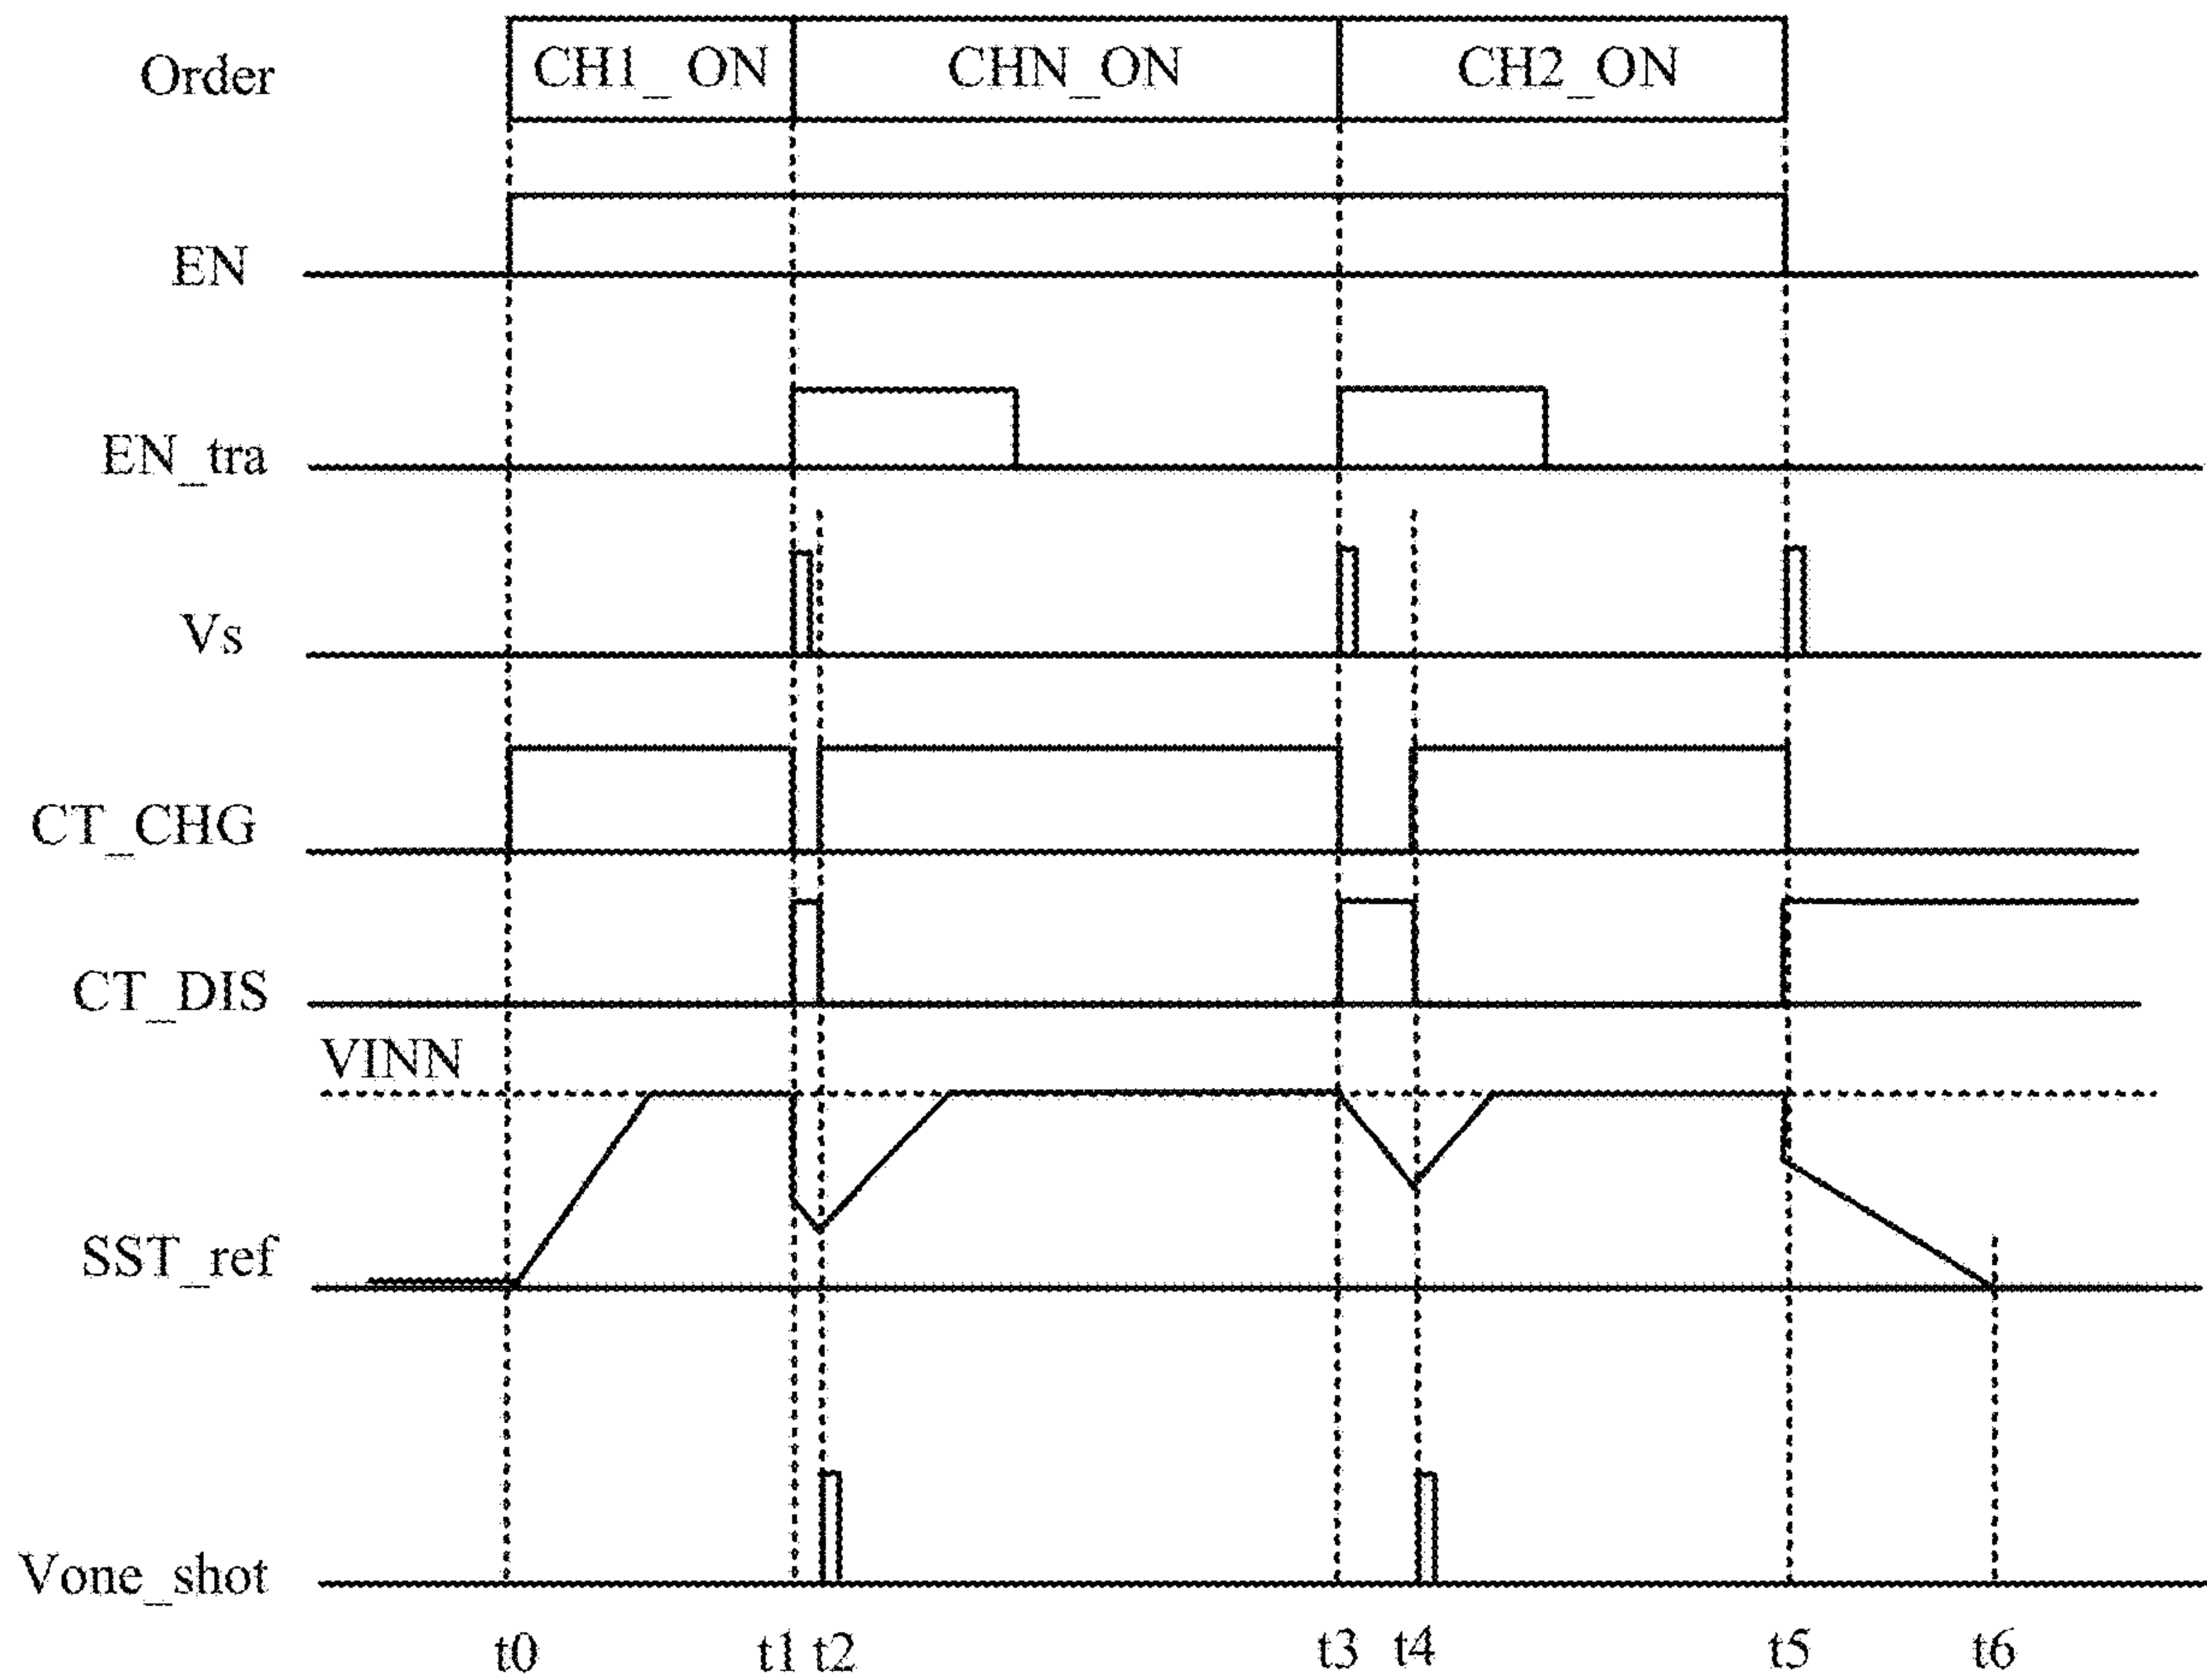 Order CH1_ ON CHN_ON CH2_ON
EN
EN_tra
Vs
CT_CHG
CT_DIS
VINN
SST_ref
Vone_shot
t0 t1 t2 t3 t4 t5 t6